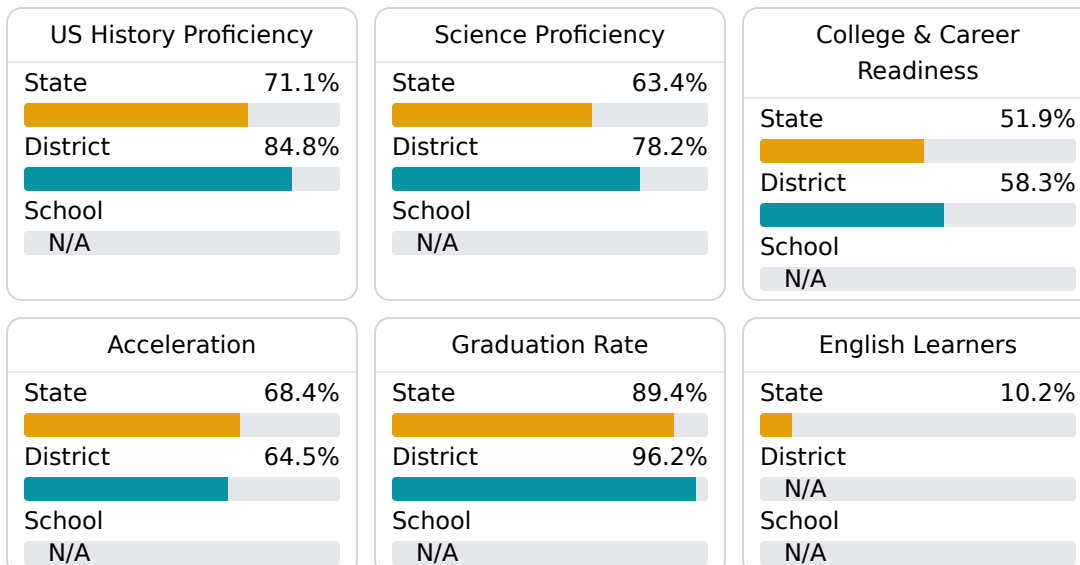 US History Proficiency
State 71.1%
District 84.8%
School
N/A
Science Proficiency
State 63.4%
District 78.2%
School
N/A
College & Career
Readiness
State 51.9%
District 58.3%
School
N/A
Acceleration
State 68.4%
District 64.5%
School
N/A
Graduation Rate
State 89.4%
District 96.2%
School
N/A
English Learners
State 10.2%
District
N/A
School
N/A